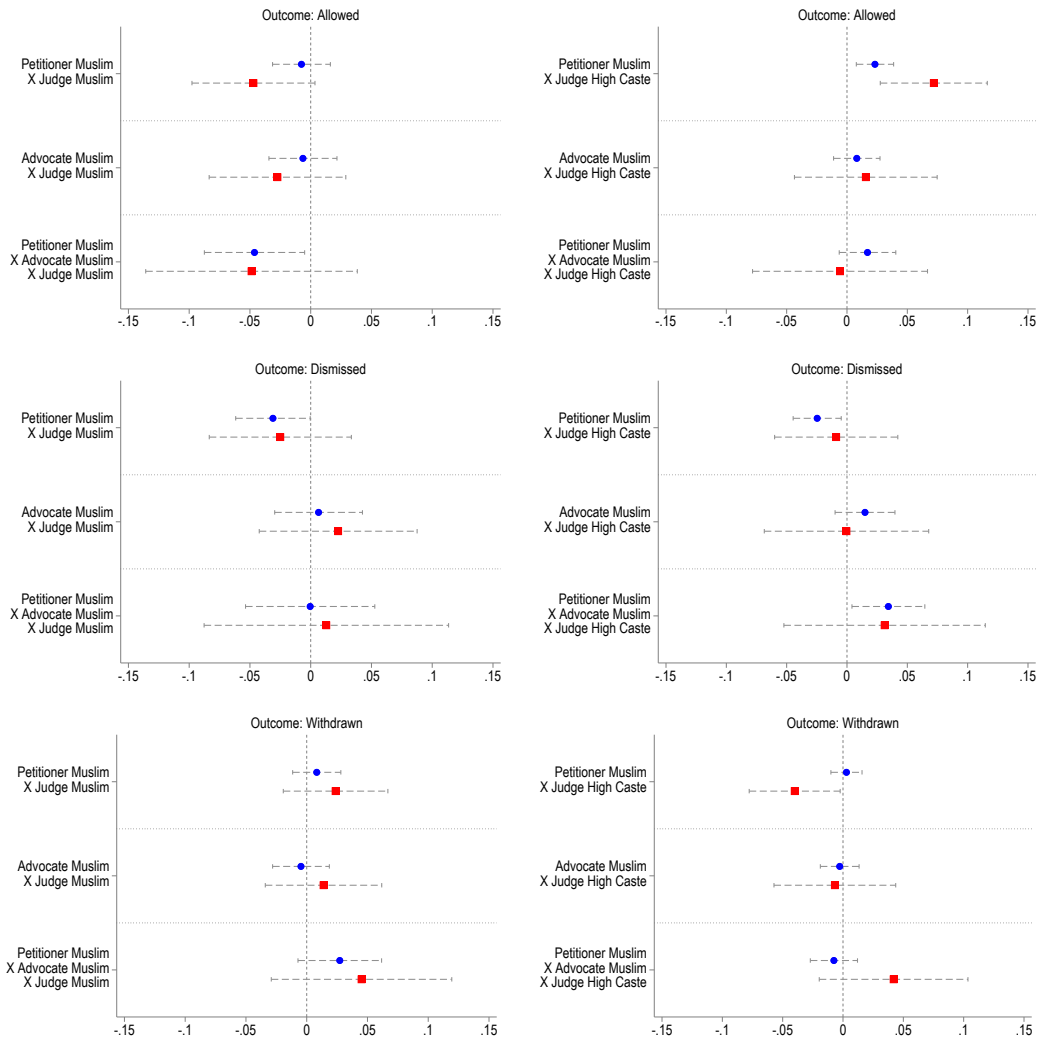 Outcome: Allowed
Petitioner Muslim
X Judge Muslim
Advocate Muslim
X Judge Muslim
Petitioner Muslim
X Advocate Muslim
X Judge Muslim
-.15 -.1 -.05 0 .05 .1 .15
Outcome: Allowed
Petitioner Muslim
X Judge High Caste
Advocate Muslim
X Judge High Caste
Petitioner Muslim
X Advocate Muslim
X Judge High Caste
-.15 -.1 -.05 0 .05 .1 .15
Outcome: Dismissed
Petitioner Muslim
X Judge Muslim
Advocate Muslim
X Judge Muslim
Petitioner Muslim
X Advocate Muslim
X Judge Muslim
-.15 -.1 -.05 0 .05 .1 .15
Outcome: Dismissed
Petitioner Muslim
X Judge High Caste
Advocate Muslim
X Judge High Caste
Petitioner Muslim
X Advocate Muslim
X Judge High Caste
-.15 -.1 -.05 0 .05 .1 .15
Outcome: Withdrawn
Petitioner Muslim
X Judge Muslim
Advocate Muslim
X Judge Muslim
Petitioner Muslim
X Advocate Muslim
X Judge Muslim
-.15 -.1 -.05 0 .05 .1 .15
Outcome: Withdrawn
Petitioner Muslim
X Judge High Caste
Advocate Muslim
X Judge High Caste
Petitioner Muslim
X Advocate Muslim
X Judge High Caste
-.15 -.1 -.05 0 .05 .1 .15